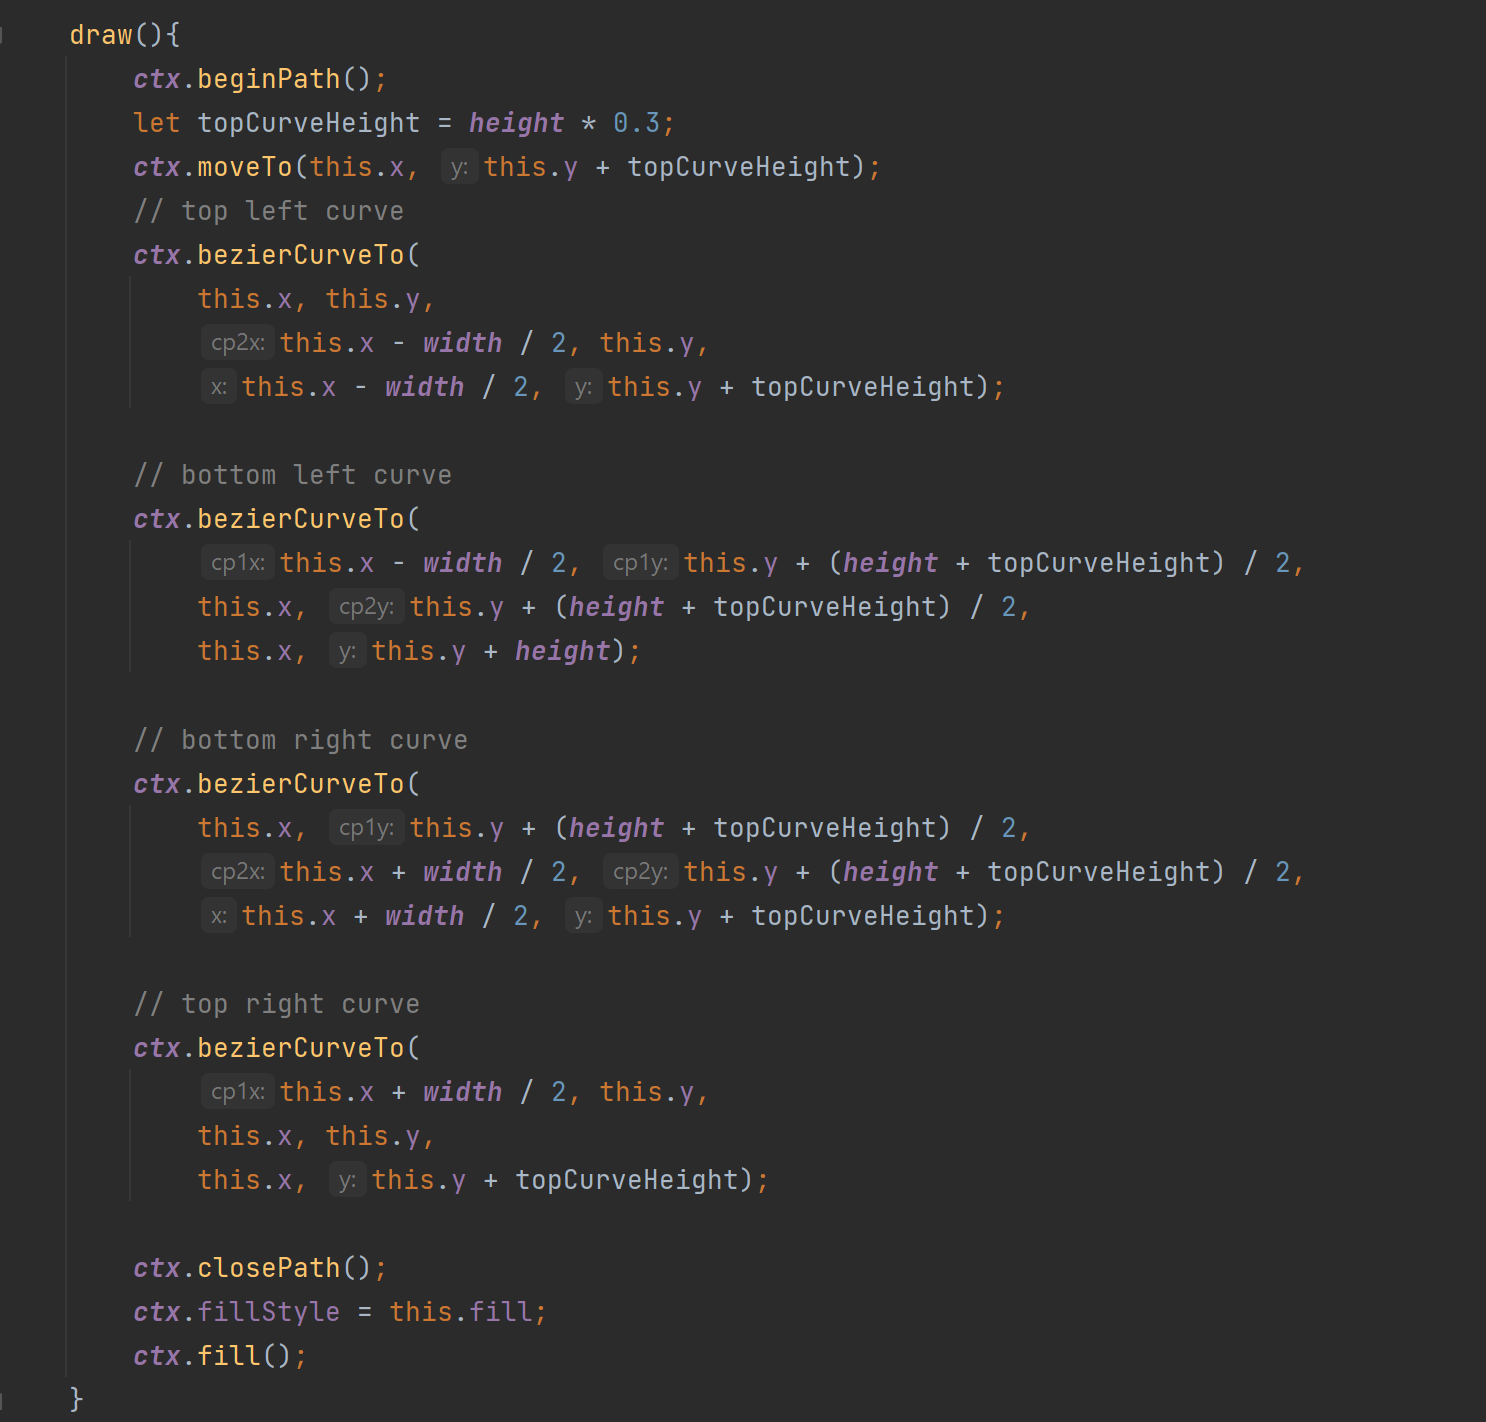 draw(){
ctx.beginPath();
let topCurveHeight = height * 0.3;
ctx.moveTo(this.x, y: this.y + topCurveHeight);
// top left curve
ctx.bezierCurveTo(
this.x, this.y,
cp2x: this.x - width / 2, this.y,
x: this.x - width / 2, y: this.y + topCurveHeight);
// bottom left curve
ctx.bezierCurveTo(
cp1x: this.x - width / 2, cp1y: this.y + (height + topCurveHeight) / 2,
this.x, cp2y: this.y + (height + topCurveHeight) / 2,
this.x, y: this.y + height);
// bottom right curve
ctx.bezierCurveTo(
this.x, cp1y: this.y + (height + topCurveHeight) / 2,
cp2x: this.x + width / 2, cp2y: this.y + (height + topCurveHeight) / 2,
x: this.x + width / 2, y: this.y + topCurveHeight);
// top right curve
ctx.bezierCurveTo(
cp1x: this.x + width / 2, this.y,
this.x, this.y,
this.x, y: this.y + topCurveHeight);
ctx.closePath();
ctx.fillStyle = this.fill;
ctx.fill();
}